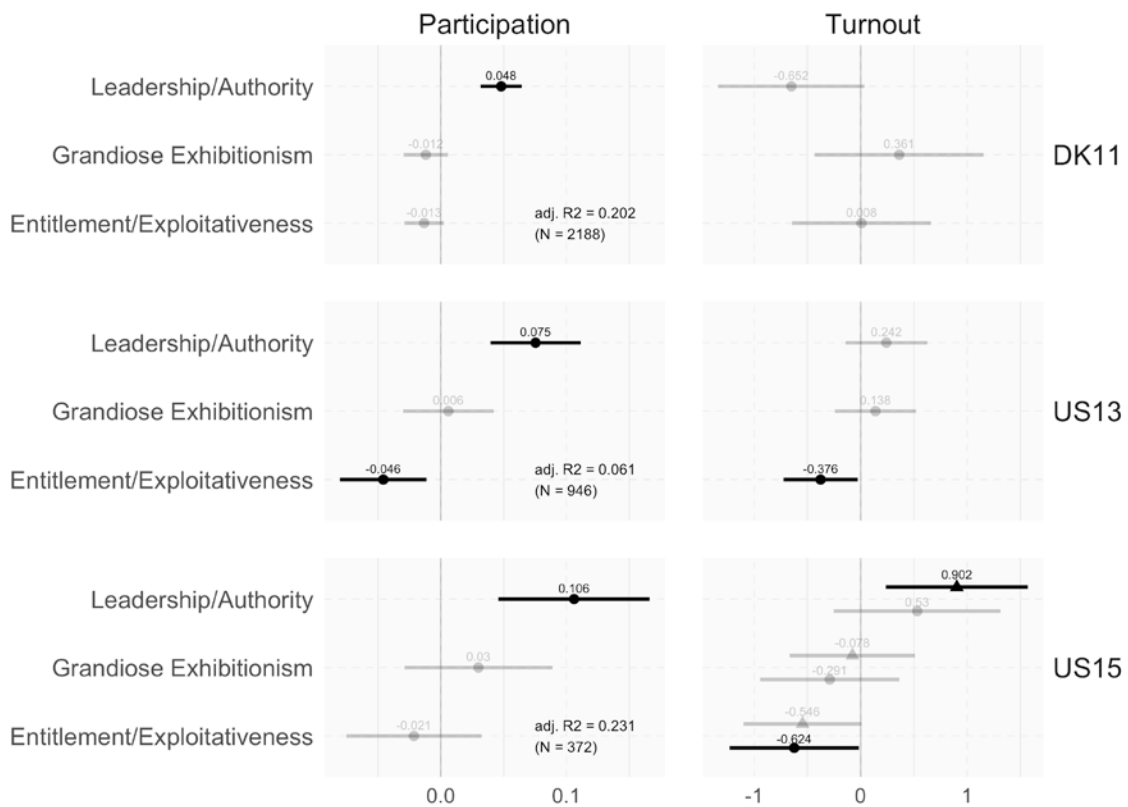 Participation Turnout
Leadership/Authority 0.048 -0.652
Grandiose Exhibitionism -0.012 0.361 DK11
Entitlement/Exploitativeness -0.013 adj. R2 = 0.202 0.008
(N = 2188)
Leadership/Authority 0.075 0.242
Grandiose Exhibitionism 0.006 0.138 US13
Entitlement/Exploitativeness -0.046 adj. R2 = 0.061 -0.376
(N = 946)
0.902
Leadership/Authority 0.106 0.53
-0.078
Grandiose Exhibitionism 0.03 -0.291 US15
-0.546
Entitlement/Exploitativeness -0.021 adj. R2 = 0.231 -0.624
(N = 372)
0.0 0.1 -1 0 1